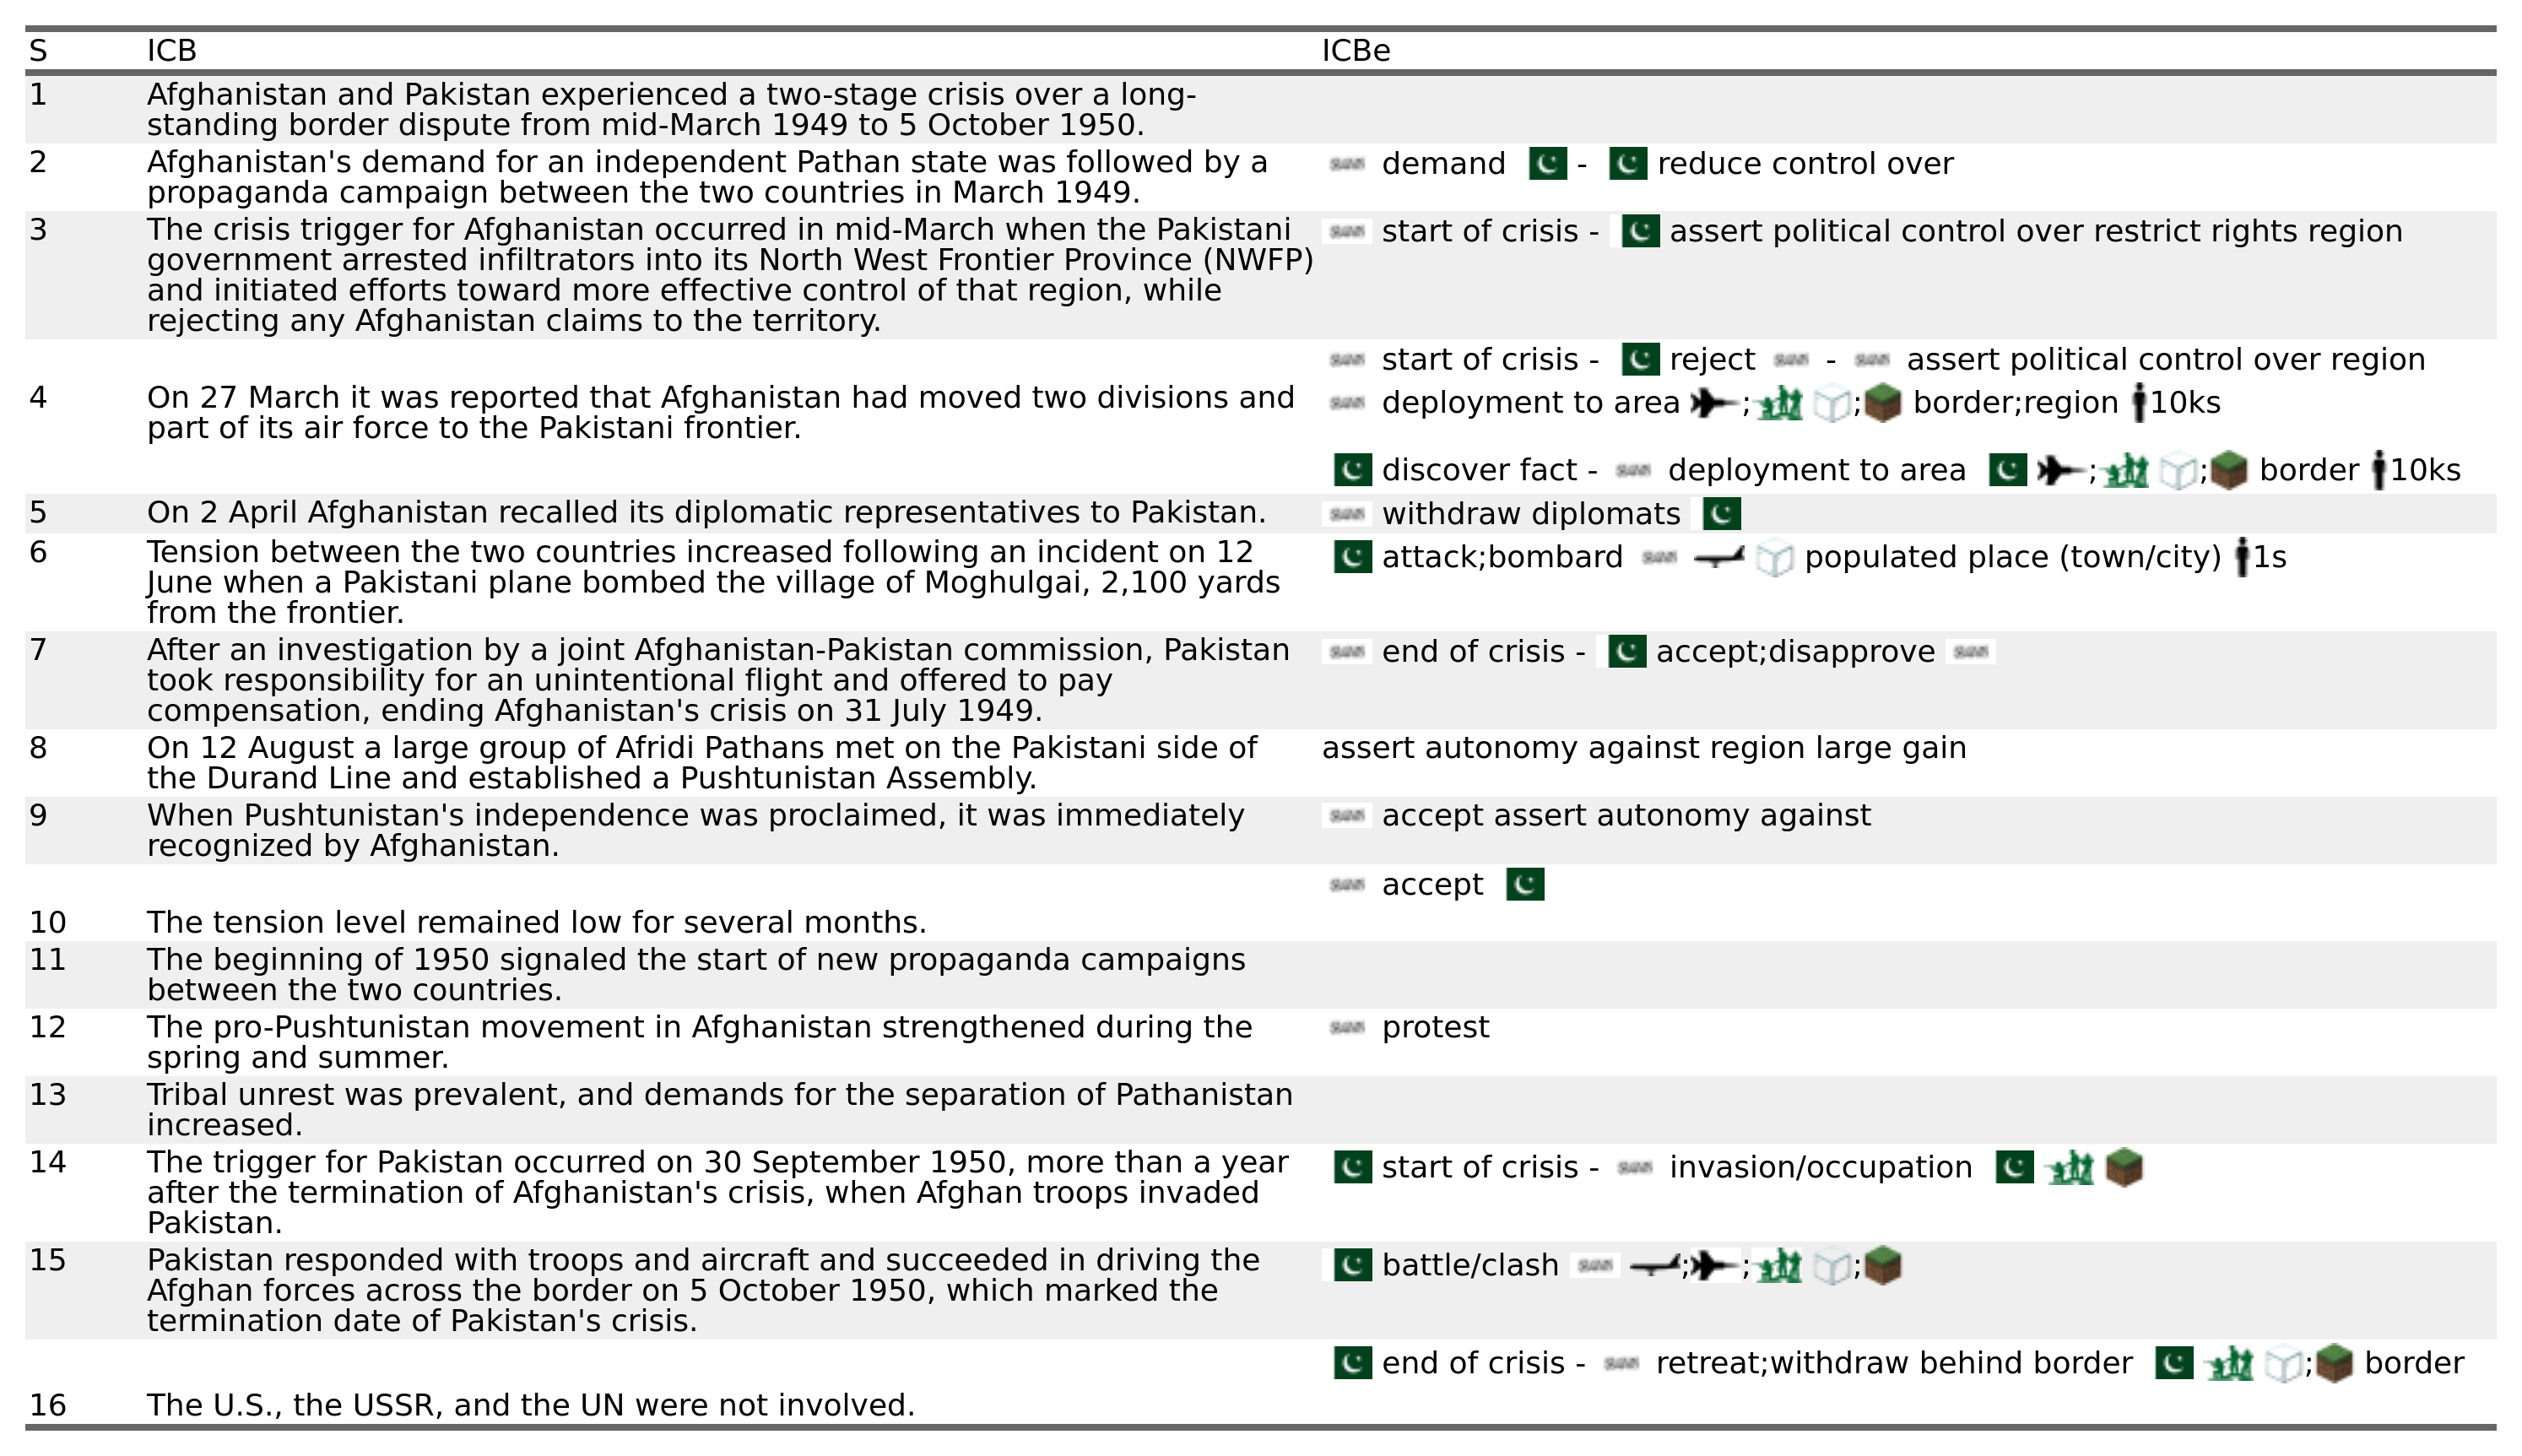 S ICB ICBe
1 Afghanistan and Pakistan experienced a two-stage crisis over a long-
standing border dispute from mid-March 1949 to 5 October 1950.
2 Afghanistan's demand for an independent Pathan state was followed by a demand - reduce control over
propaganda campaign between the two countries in March 1949.
3 The crisis trigger for Afghanistan occurred in mid-March when the Pakistani start of crisis - assert political control over restrict rights region
government arrested infiltrators into its North West Frontier Province (NWFP)
and initiated efforts toward more effective control of that region, while
rejecting any Afghanistan claims to the territory.
start of crisis - reject - assert political control over region
4 On 27 March it was reported that Afghanistan had moved two divisions and deployment to area ; ; border;region 10ks
part of its air force to the Pakistani frontier.
discover fact - deployment to area ; ; border 10ks
5 On 2 April Afghanistan recalled its diplomatic representatives to Pakistan. withdraw diplomats
6 Tension between the two countries increased following an incident on 12 attack;bombard populated place (town/city) 1s
June when a Pakistani plane bombed the village of Moghulgai, 2,100 yards
from the frontier.
7 After an investigation by a joint Afghanistan-Pakistan commission, Pakistan end of crisis - accept;disapprove
took responsibility for an unintentional flight and offered to pay
compensation, ending Afghanistan's crisis on 31 July 1949.
8 On 12 August a large group of Afridi Pathans met on the Pakistani side of assert autonomy against region large gain
the Durand Line and established a Pushtunistan Assembly.
9 When Pushtunistan's independence was proclaimed, it was immediately accept assert autonomy against
recognized by Afghanistan.
accept
10 The tension level remained low for several months.
11 The beginning of 1950 signaled the start of new propaganda campaigns
between the two countries.
12 The pro-Pushtunistan movement in Afghanistan strengthened during the protest
spring and summer.
13 Tribal unrest was prevalent, and demands for the separation of Pathanistan
increased.
14 The trigger for Pakistan occurred on 30 September 1950, more than a year start of crisis - invasion/occupation
after the termination of Afghanistan's crisis, when Afghan troops invaded
Pakistan.
15 Pakistan responded with troops and aircraft and succeeded in driving the battle/clash ; ; ;
Afghan forces across the border on 5 October 1950, which marked the
termination date of Pakistan's crisis.
end of crisis - retreat;withdraw behind border ; border
16 The U.S., the USSR, and the UN were not involved.